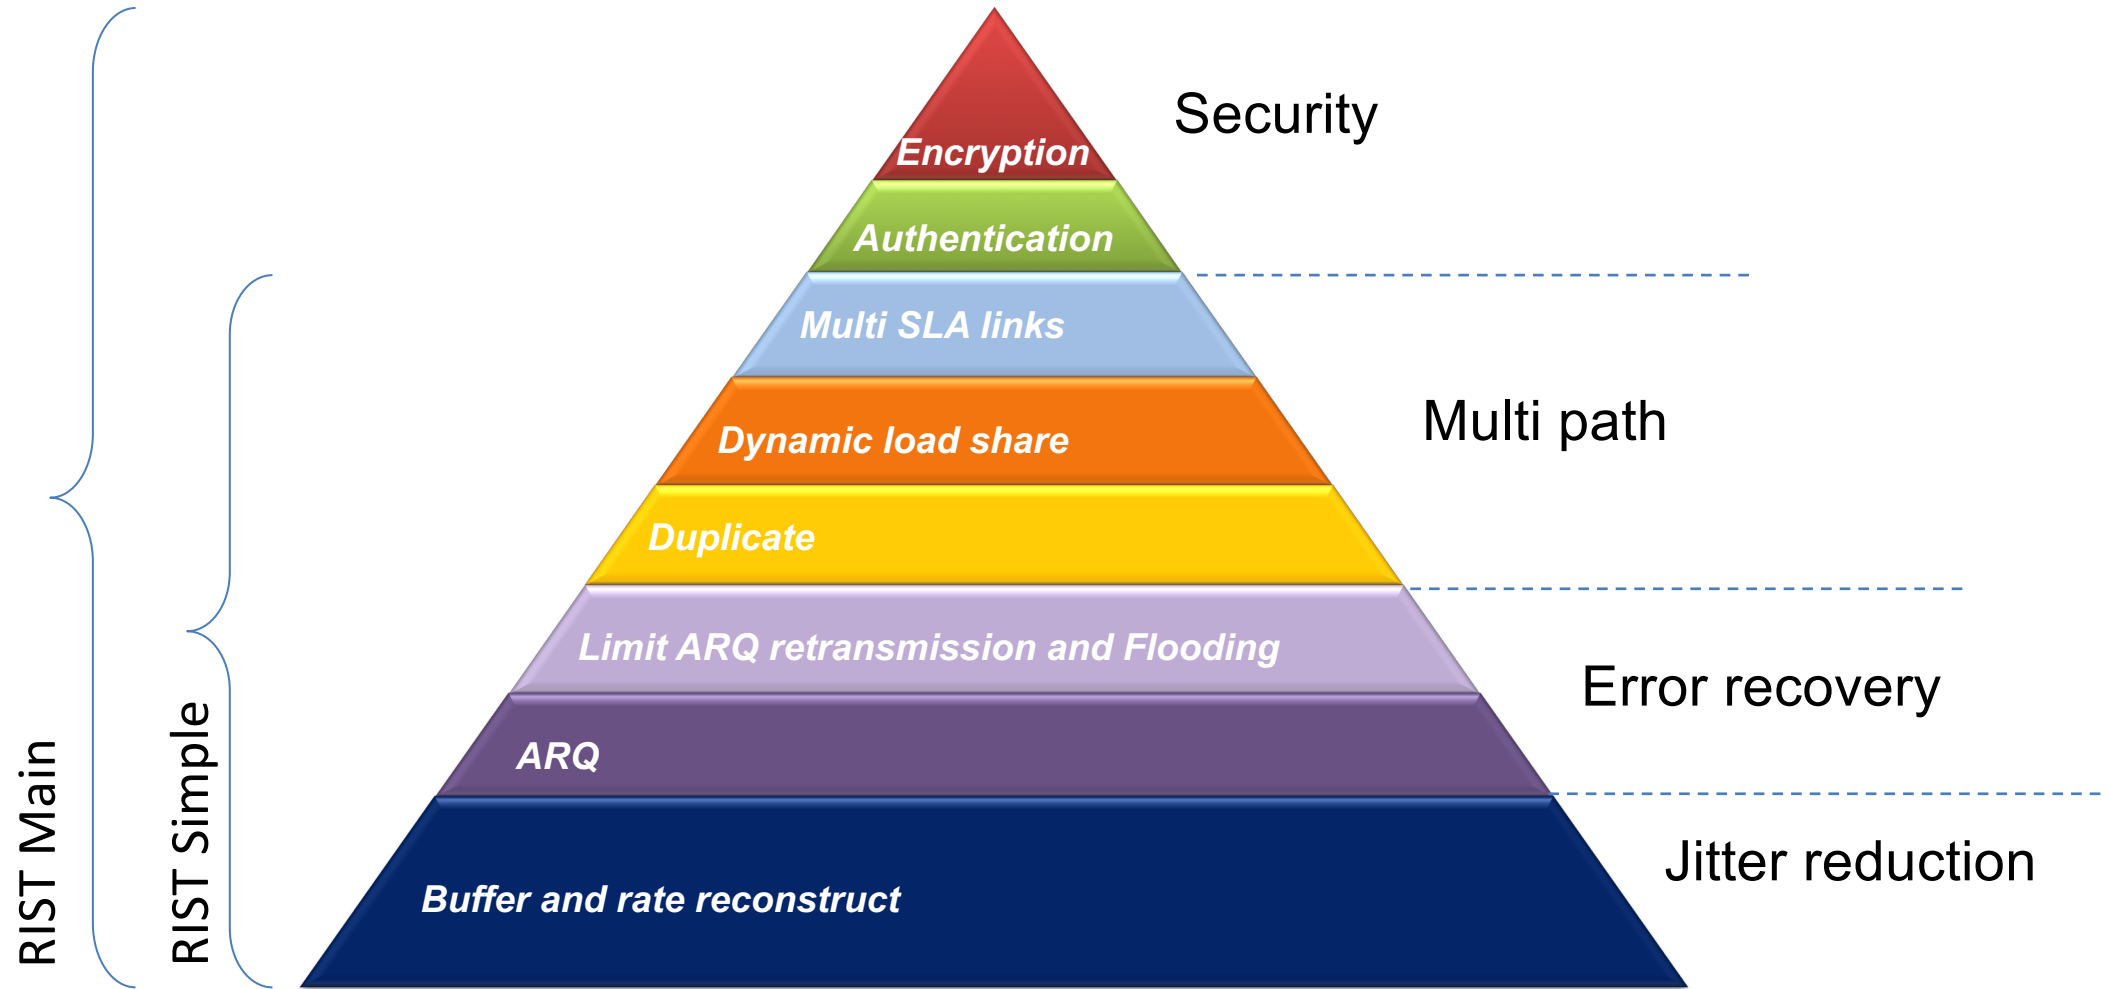 Security
Encryption
Authentication
Multi SLA links
Multi path
Dynamic load share
Duplicate
Limit ARQ retransmission and Flooding
Error recovery
ARQ
Jitter reduction
Buffer and rate reconstruct
RIST Main
RIST Simple